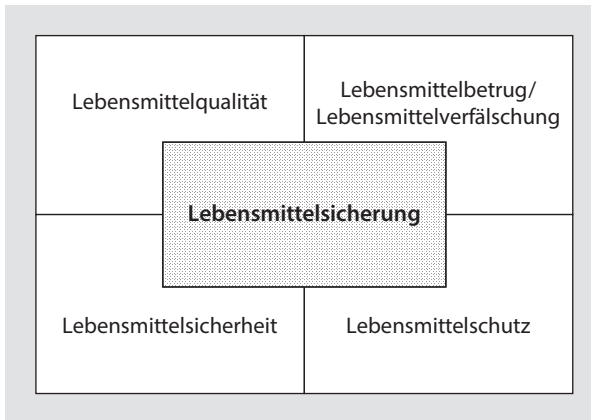 Lebensmittelqualität
Lebensmittelbetrug/
Lebensmittelverfälschung
Lebensmittelsicherung
Lebensmittelsicherheit
Lebensmittelschutz